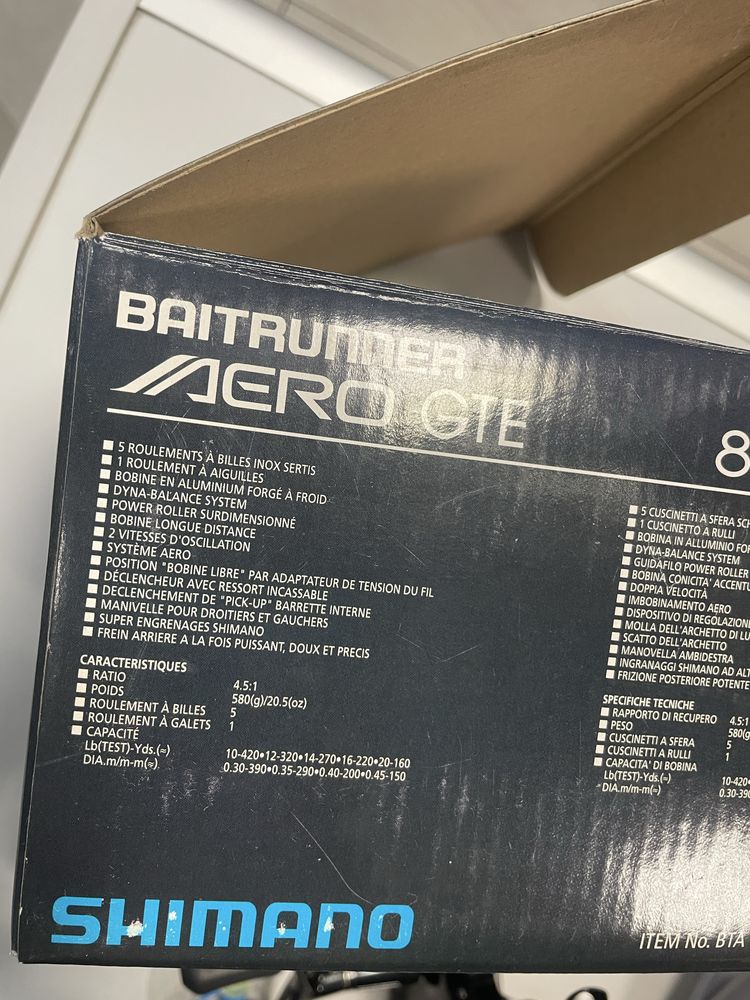 BAITRUNNER
AERO GTE
8
■ 5 ROULEMENTS À BILLES INOX SERTIS
■ 1 ROULEMENT À AIGUILLES
■ BOBINE EN ALUMINIUM FORGÉ À FROID
■ DYNA-BALANCE SYSTEM
■ POWER ROLLER SURDIMENSIONNÉ
■ BOBINE LONGUE DISTANCE
■ 2 VITESSES D'OSCILLATION
■ SYSTÈME AERO
■ POSITION "BOBINE LIBRE" PAR ADAPTATEUR DE TENSION DU FIL
■ DÉCLENCHEUR AVEC RESSORT INCASSABLE
■ DECLENCHEMENT DE "PICK-UP" BARRETTE INTERNE
■ MANIVELLE POUR DROITIERS ET GAUCHERS
■ SUPER ENGRENAGES SHIMANO
■ FREIN ARRIERE A LA FOIS PUISSANT, DOUX ET PRECIS
CARACTERISTIQUES
■ RATIO 4.5:1
■ POIDS 580(g)/20.5(oz)
■ ROULEMENT À BILLES 5
■ ROULEMENT À GALETS 1
■ CAPACITÉ
Lb(TEST)-Yds.(≈) 10-420•12-320•14-270•16-220•20-160
DIA.m/m-m(≈) 0.30-390•0.35-290•0.40-200•0.45-150
■ 5 CUSCINETTI A SFERA
■ 1 CUSCINETTO A RULLI
■ BOBINA IN ALLUMINIO
■ DYNA-BALANCE SYSTEM
■ GUIDAFILO POWER ROLLER
■ BOBINA CONICITA'
■ DOPPIA VELOCITÀ
■ IMBOBINAMENTO AERO
■ DISPOSITIVO DI
■ MOLLA DELL'ARCHETTO DI
■ SCATTO DELL'ARCHETTO
■ MANOVELLA AMBIDESTRA
■ INGRANAGGI SHIMANO AD
■ FRIZIONE POSTERIORE
SPECIFICHE TECNICHE
■ RAPPORTO DI RECUPERO 4.5:1
■ PESO 580(g
■ CUSCINETTI A SFERA 5
■ CUSCINETTI A RULLI 1
■ CAPACITA' DI BOBINA
Lb(TEST)-Yds.(≈) 10-420•
DIA.m/m-m(≈) 0.30-390
SHIMANO
ITEM No. BTA